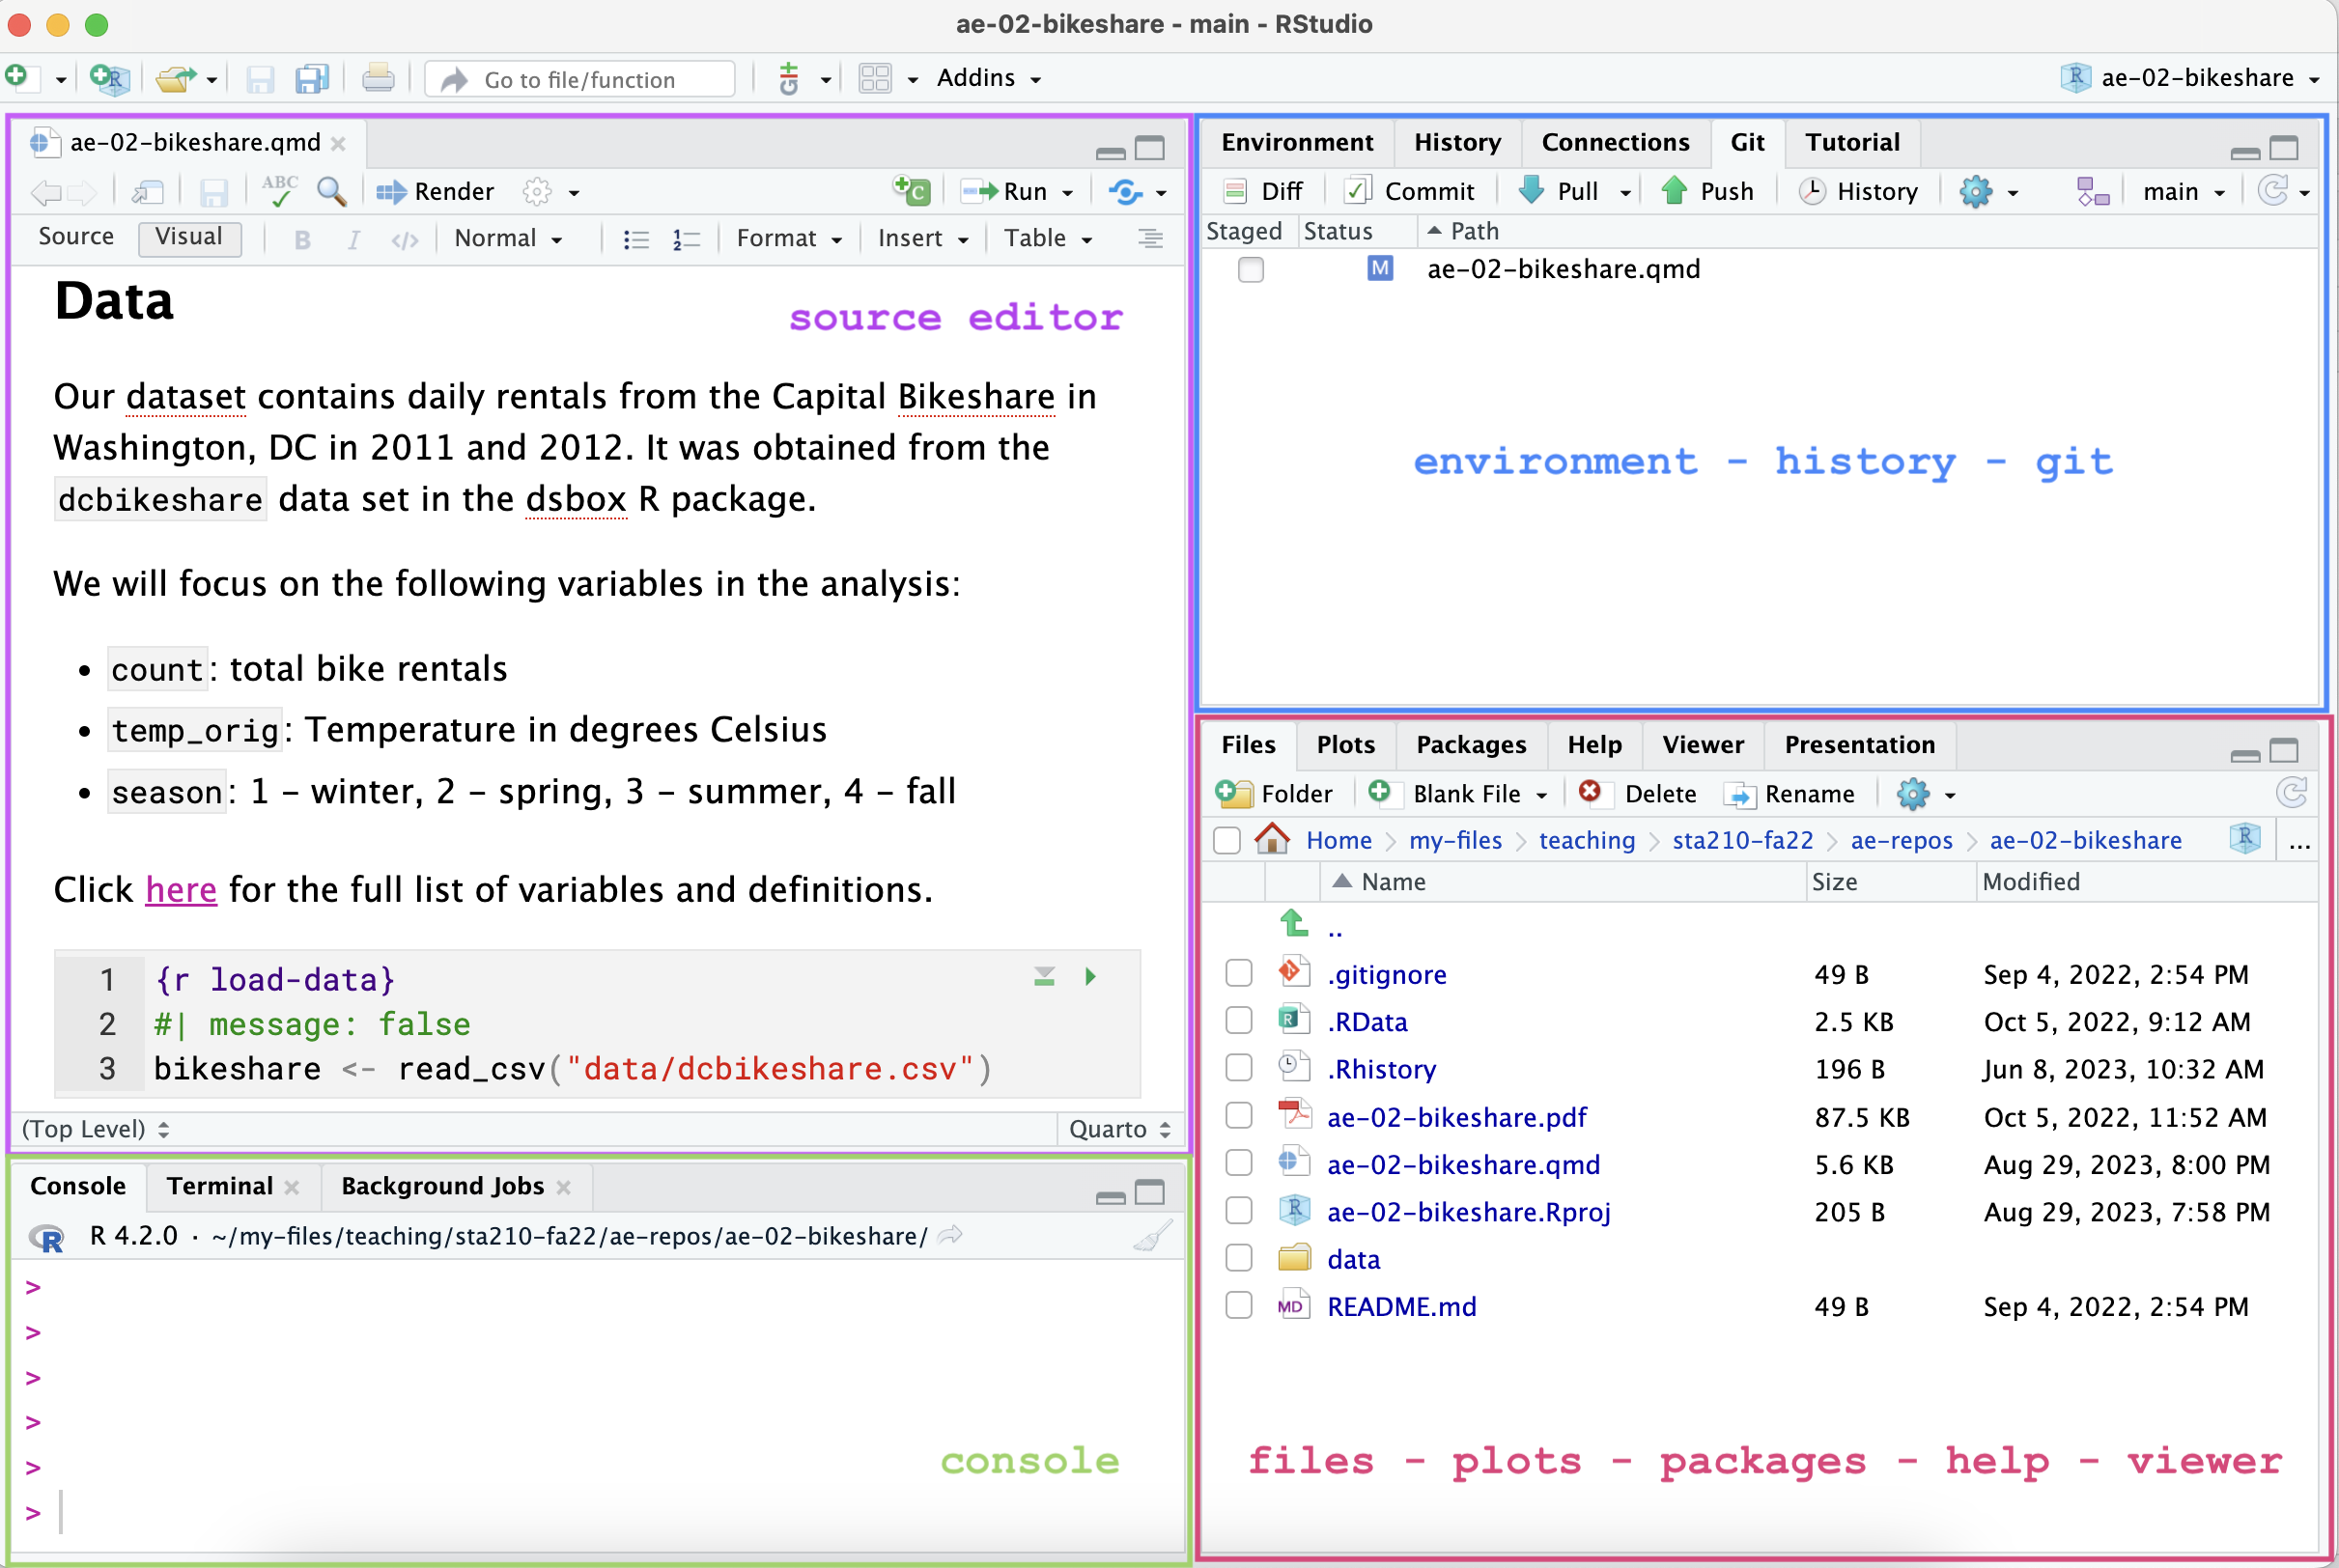 ae-02-bikeshare - main - RStudio
Go to file/function
Addins
ae-02-bikeshare
ae-02-bikeshare.qmd
ABC
Render
Run
Source Visual B I </> Normal Format Insert Table
Data
source editor
Our dataset contains daily rentals from the Capital Bikeshare in
Washington, DC in 2011 and 2012. It was obtained from the
dcbikeshare data set in the dsbox R package.
We will focus on the following variables in the analysis:
• count: total bike rentals
• temp_orig: Temperature in degrees Celsius
• season: 1 – winter, 2 – spring, 3 – summer, 4 – fall
Click here for the full list of variables and definitions.
1 {r load-data}
2 #| message: false
3 bikeshare <- read_csv("data/dcbikeshare.csv")
(Top Level) Quarto
Console Terminal Background Jobs
R 4.2.0 · ~/my-files/teaching/sta210-fa22/ae-repos/ae-02-bikeshare/
>
>
>
>
>
>
console
Environment History Connections Git Tutorial
Diff Commit Pull Push History main
Staged Status Path
M ae-02-bikeshare.qmd
environment - history - git
Files Plots Packages Help Viewer Presentation
Folder Blank File Delete Rename
Home my-files teaching sta210-fa22 ae-repos ae-02-bikeshare ...
Name Size Modified
..
.gitignore 49 B Sep 4, 2022, 2:54 PM
.RData 2.5 KB Oct 5, 2022, 9:12 AM
.Rhistory 196 B Jun 8, 2023, 10:32 AM
ae-02-bikeshare.pdf 87.5 KB Oct 5, 2022, 11:52 AM
ae-02-bikeshare.qmd 5.6 KB Aug 29, 2023, 8:00 PM
ae-02-bikeshare.Rproj 205 B Aug 29, 2023, 7:58 PM
data
MD README.md 49 B Sep 4, 2022, 2:54 PM
files - plots - packages - help - viewer